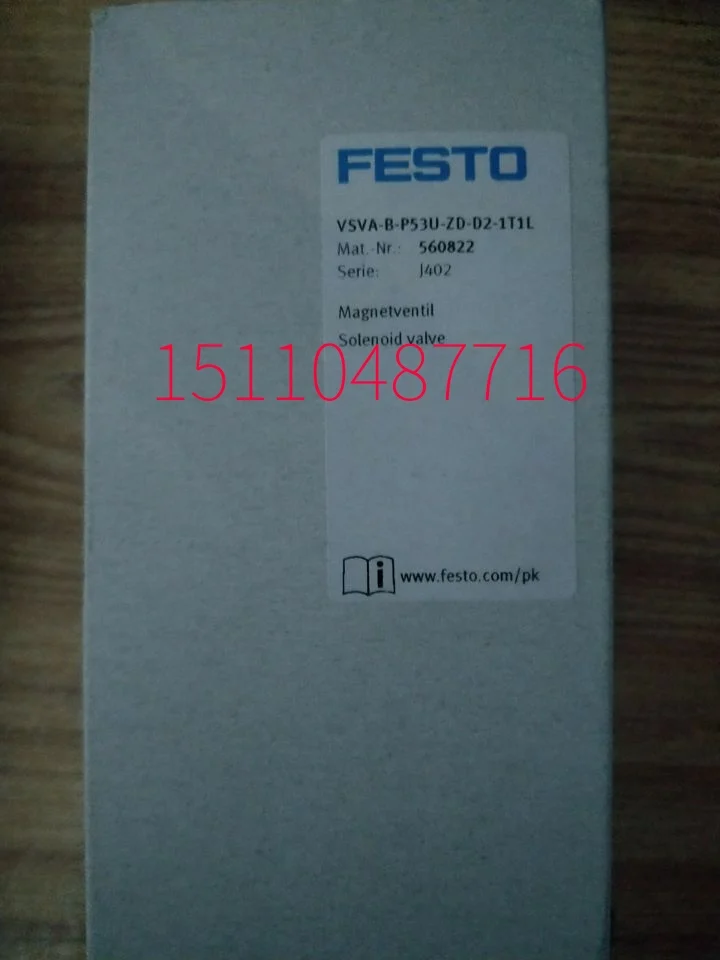 FESTO
VSVA-B-P53U-ZD-D2-1T1L
Mat.-Nr.: 560822
Serie: J402
Magnetventil
Solenoid valve
15110487716
i www.festo.com/pk